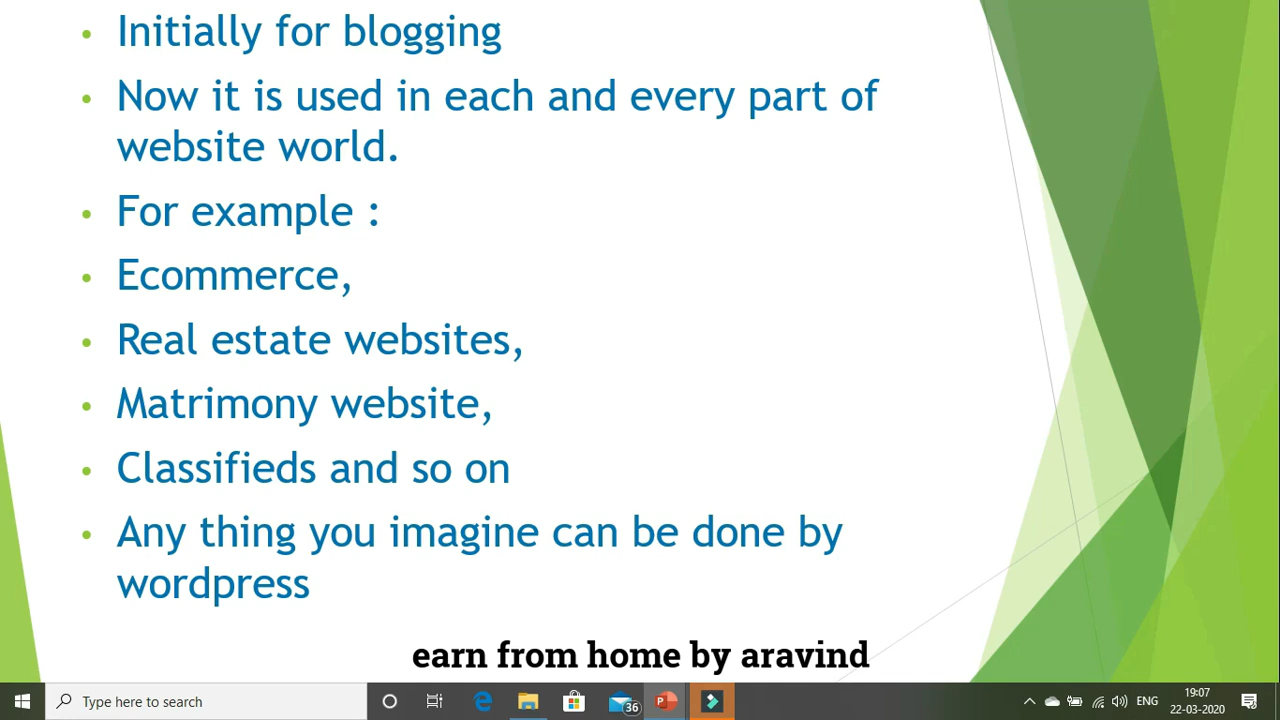 Initially for blogging
Now it is used in each and every part of
website world.
For example :
Ecommerce,
Real estate websites,
Matrimony website,
Classifieds and so on
Any thing you imagine can be done by
wordpress
earn from home by aravind
Type here to search
36
ENG
19:07
22-03-2020